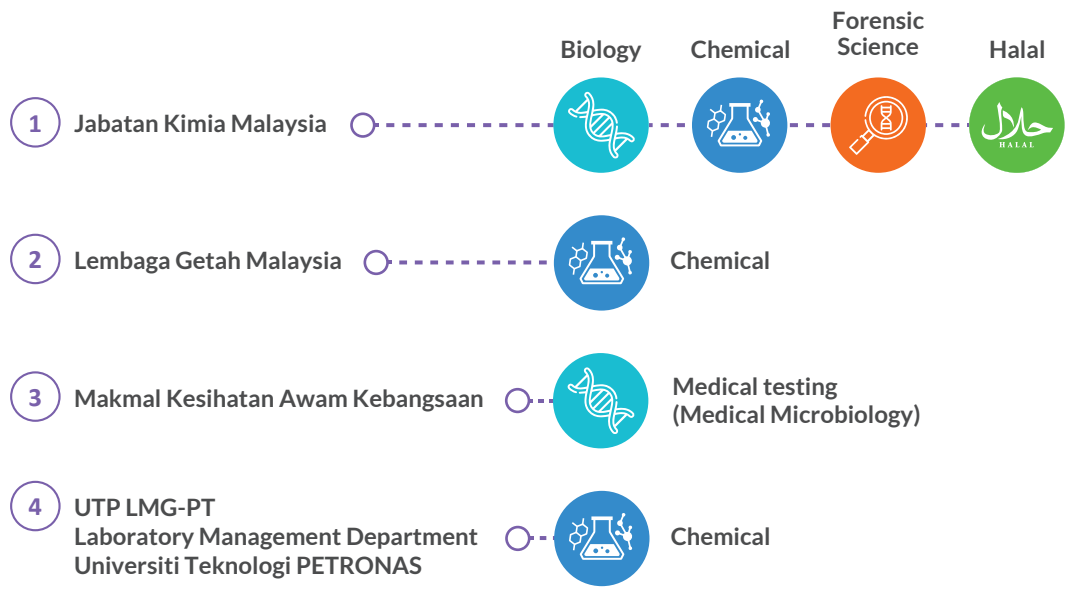 Biology
Chemical
Forensic
Science
Halal
1
Jabatan Kimia Malaysia
حلال
HALAL
2
Lembaga Getah Malaysia
Chemical
3
Makmal Kesihatan Awam Kebangsaan
Medical testing
(Medical Microbiology)
4
UTP LMG-PT
Laboratory Management Department
Universiti Teknologi PETRONAS
Chemical